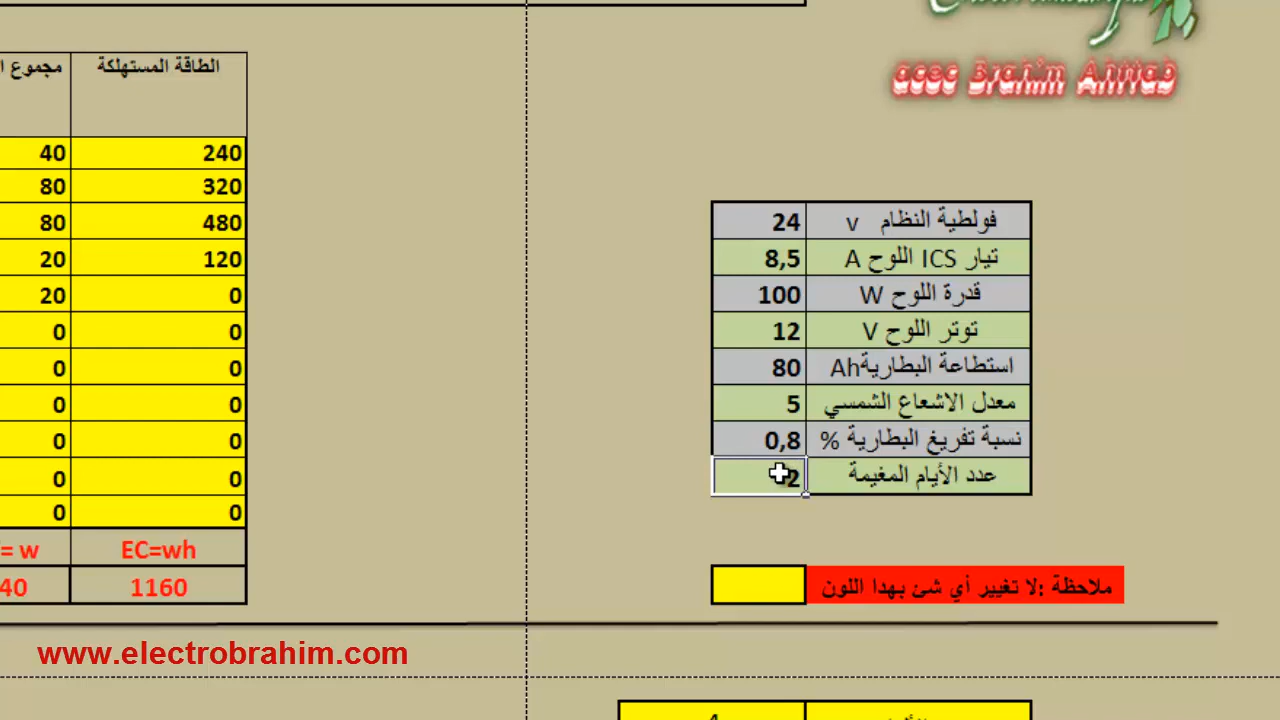 Brahim Ahttab
الطاقة المستهلكة
مجموع
40 240
80 320
80 480
20 120
20 0
0 0
0 0
0 0
0 0
0 0
0 0
= w EC=wh
40 1160
فولطية النظام v 24
تيار ICS اللوح A 8,5
قدرة اللوح W 100
توتر اللوح V 12
استطاعة البطاريةAh 80
معدل الاشعاع الشمسي 5
نسبة تفريغ البطارية % 0,8
عدد الأيام المغيمة 2
ملاحظة :لا تغيير أي شئ بهدا اللون
www.electrobrahim.com